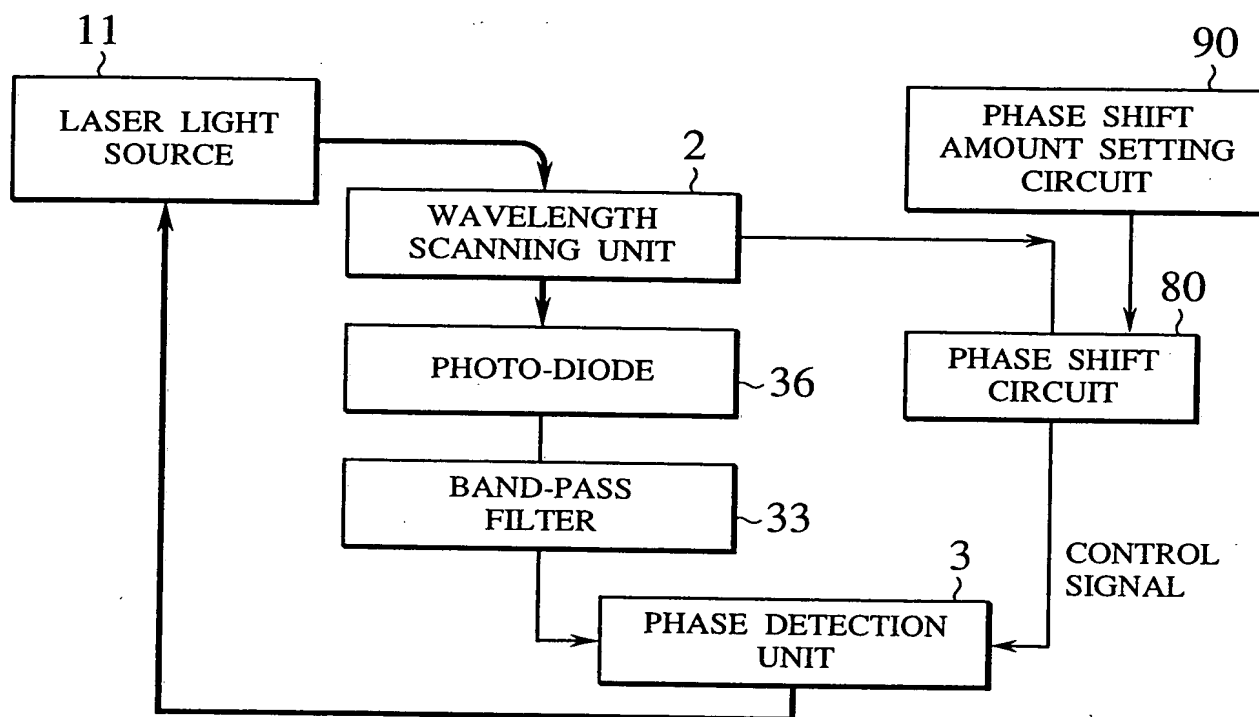 11
LASER LIGHT
SOURCE
90
PHASE SHIFT
AMOUNT SETTING
CIRCUIT
2
WAVELENGTH
SCANNING UNIT
80
PHASE SHIFT
CIRCUIT
PHOTO-DIODE
36
BAND-PASS
FILTER
33
CONTROL
SIGNAL
3
PHASE DETECTION
UNIT